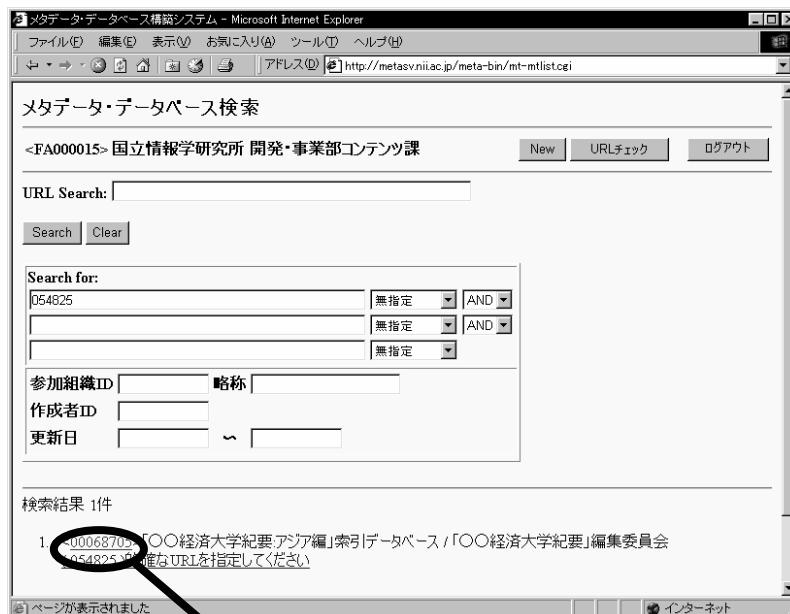 メタデータ・データベース構築システム - Microsoft Internet Explorer
ファイル(F) 編集(E) 表示(V) お気に入り(A) ツール(T) ヘルプ(H)
アドレス(D) http://metasv.nii.ac.jp/meta-bin/mt-mtlist.cgi
メタデータ・データベース検索
<FA000015> 国立情報学研究所 開発・事業部コンテンツ課 New URLチェック ログアウト
URL Search:
Search Clear
Search for:
054825 無指定 AND
無指定 AND
無指定
参加組織ID 略称
作成者ID
更新日 ~
検索結果 1件
1. <00068705>「〇〇経済大学紀要:アジア編」索引データベース / 「〇〇経済大学紀要」編集委員会
(054825)的確なURLを指定してください
ページが表示されました インターネット